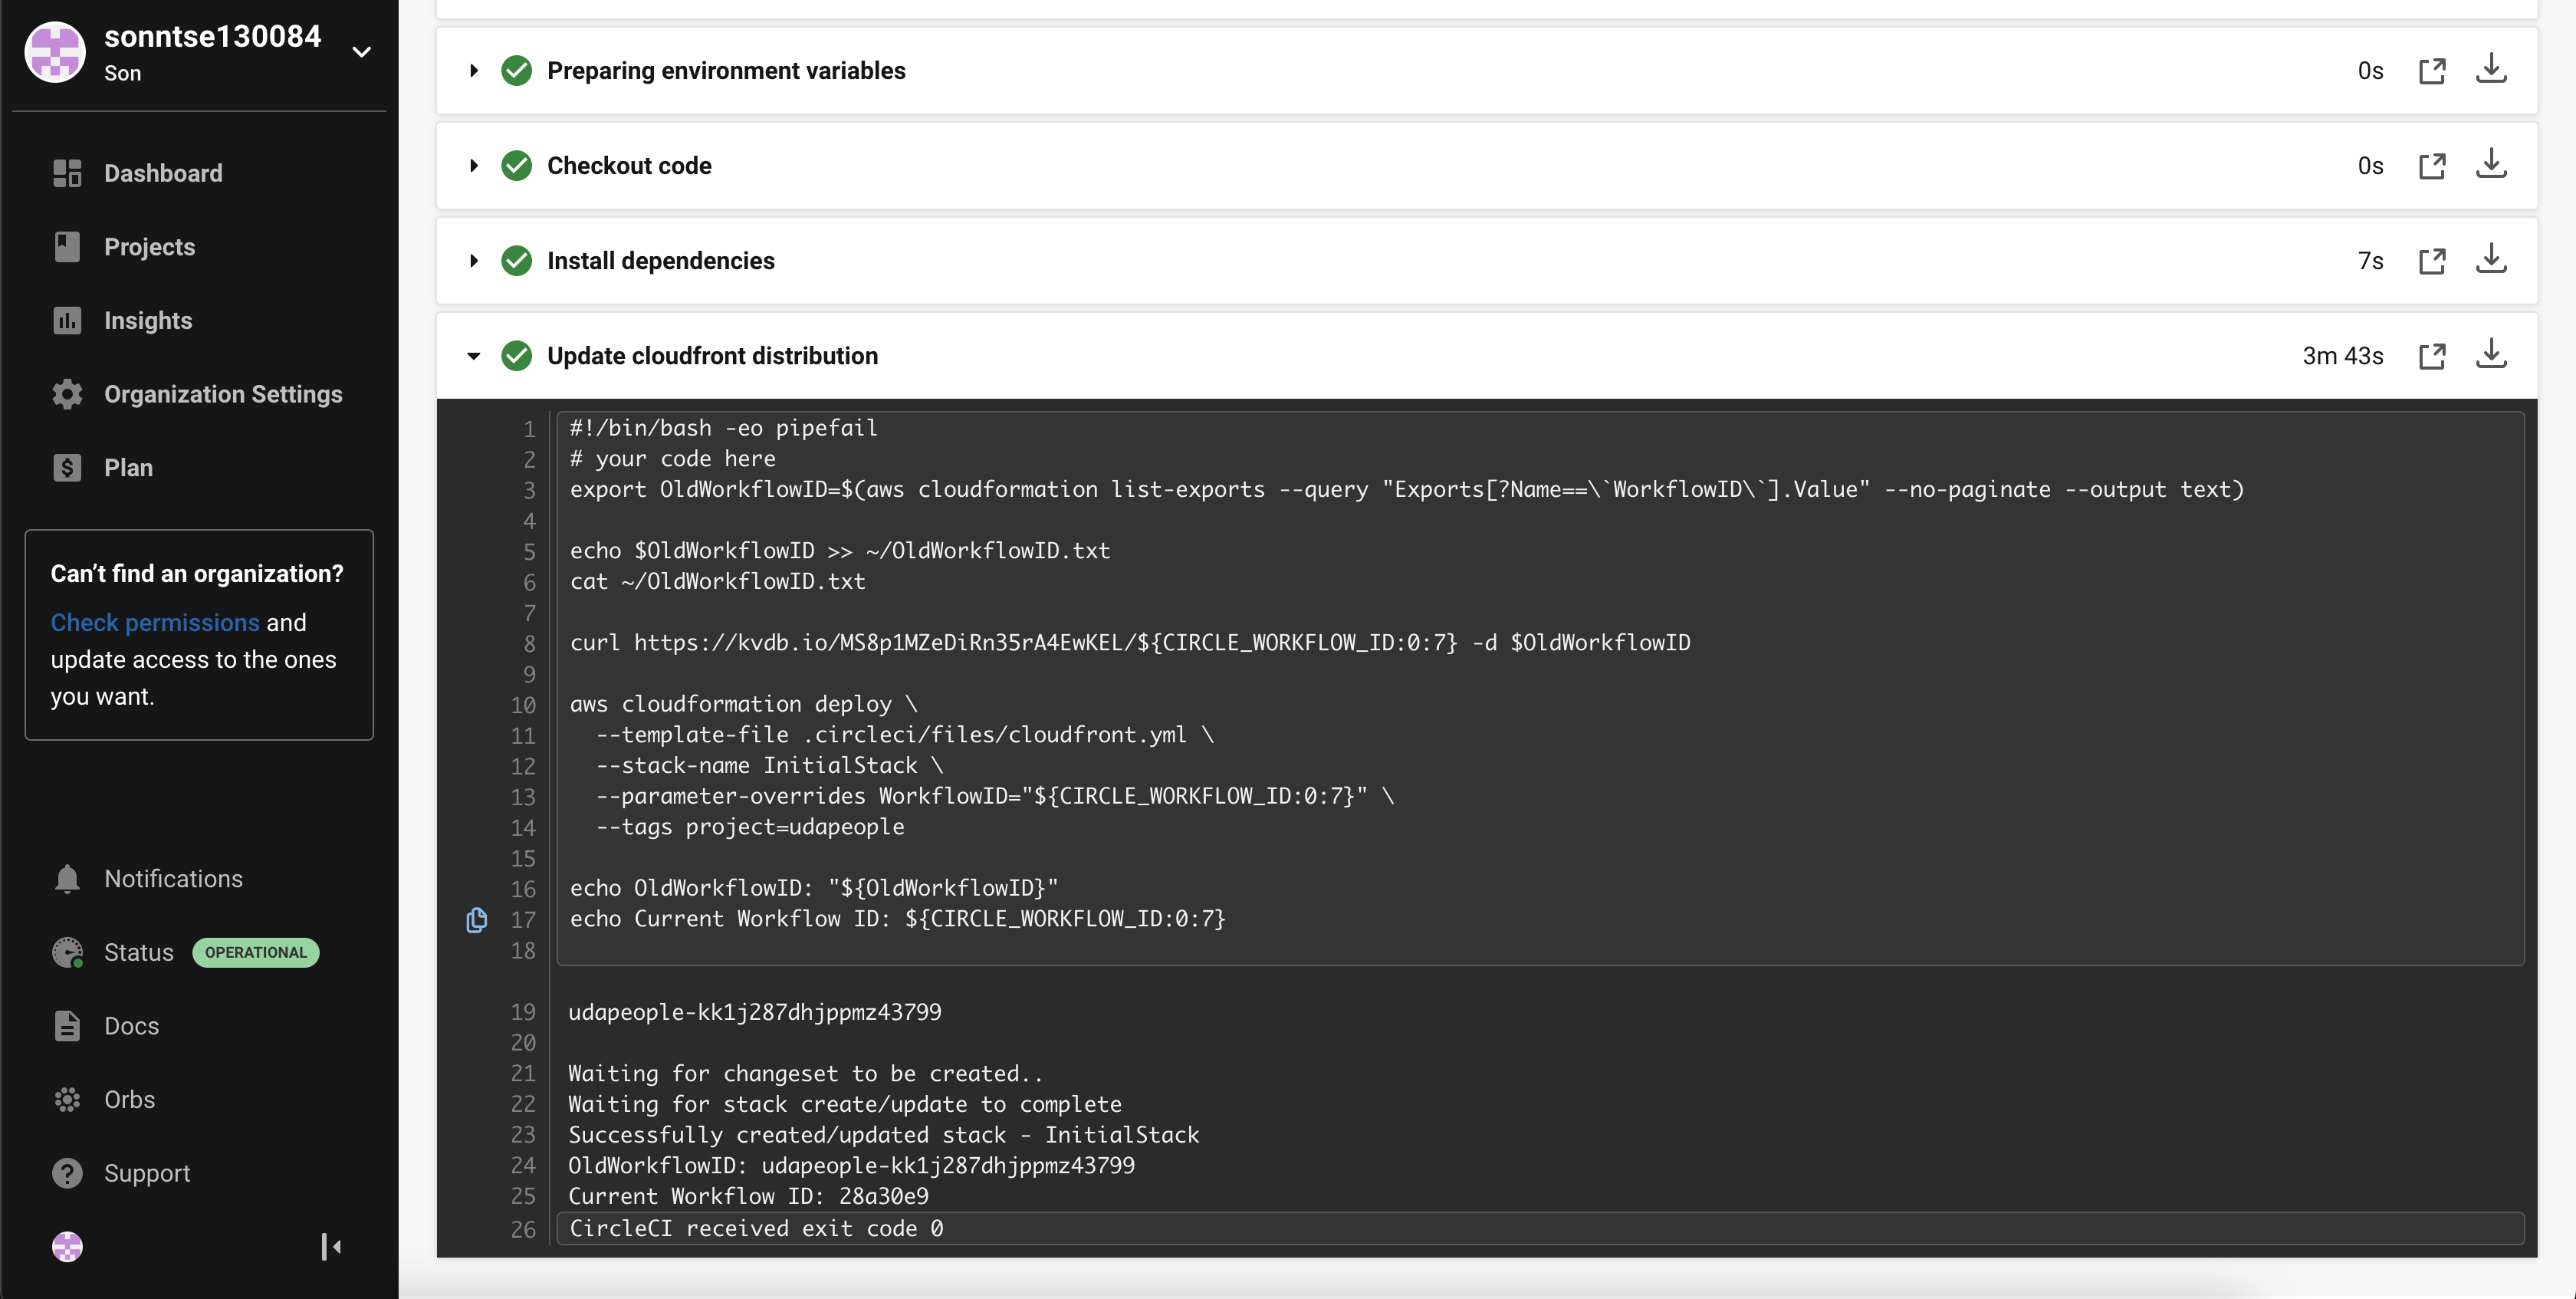 sonntse130084
Son
Dashboard
Projects
Insights
Organization Settings
Plan
Can’t find an organization?
Check permissions and
update access to the ones
you want.
Notifications
Status OPERATIONAL
Docs
Orbs
Support
Preparing environment variables 0s
Checkout code 0s
Install dependencies 7s
Update cloudfront distribution 3m 43s
1 #!/bin/bash -eo pipefail
2 # your code here
3 export OldWorkflowID=$(aws cloudformation list-exports --query "Exports[?Name==\`WorkflowID\`].Value" --no-paginate --output text)
4
5 echo $OldWorkflowID >> ~/OldWorkflowID.txt
6 cat ~/OldWorkflowID.txt
7
8 curl https://kvdb.io/MS8p1MZeDiRn35rA4EwKEL/${CIRCLE_WORKFLOW_ID:0:7} -d $OldWorkflowID
9
10 aws cloudformation deploy \
11   --template-file .circleci/files/cloudfront.yml \
12   --stack-name InitialStack \
13   --parameter-overrides WorkflowID="${CIRCLE_WORKFLOW_ID:0:7}" \
14   --tags project=udapeople
15
16 echo OldWorkflowID: "${OldWorkflowID}"
17 echo Current Workflow ID: ${CIRCLE_WORKFLOW_ID:0:7}
18
19 udapeople-kk1j287dhjppmz43799
20
21 Waiting for changeset to be created..
22 Waiting for stack create/update to complete
23 Successfully created/updated stack - InitialStack
24 OldWorkflowID: udapeople-kk1j287dhjppmz43799
25 Current Workflow ID: 28a30e9
26 CircleCI received exit code 0